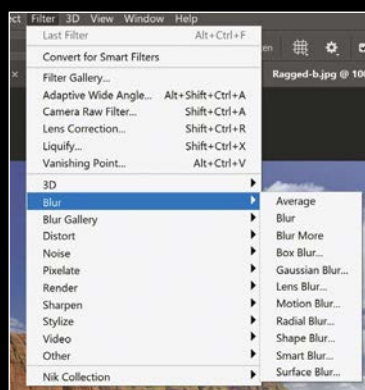 ct Filter 3D View Window Help
Last Filter Alt+Ctrl+F
Convert for Smart Filters
Filter Gallery...
Adaptive Wide Angle... Alt+Shift+Ctrl+A
Camera Raw Filter... Shift+Ctrl+A
Lens Correction... Shift+Ctrl+R
Liquify... Shift+Ctrl+X
Vanishing Point... Alt+Ctrl+V
3D
Blur
Blur Gallery
Distort
Noise
Pixelate
Render
Sharpen
Stylize
Video
Other
Nik Collection
en
Ragged-b.jpg @ 100
Average
Blur
Blur More
Box Blur...
Gaussian Blur...
Lens Blur...
Motion Blur...
Radial Blur...
Shape Blur...
Smart Blur...
Surface Blur...